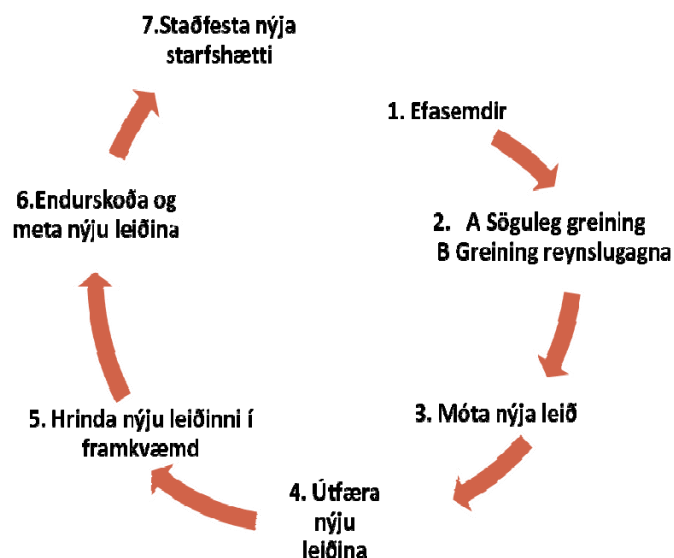 1. Efasemdir
2. A Söguleg greining
B Greining reynslugagna
3. Móta nýja leið
4. Útfæra
nýju
leiðina
5. Hrinda nýju leiðinni í
framkvæmd
6.Endurskoða og
meta nýju leiðina
7.Staðfesta nýja
starfshætti